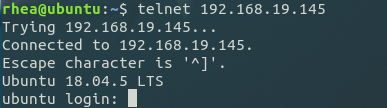 rhea@ubuntu:~$ telnet 192.168.19.145
Trying 192.168.19.145...
Connected to 192.168.19.145.
Escape character is '^]'.
Ubuntu 18.04.5 LTS
ubuntu login: